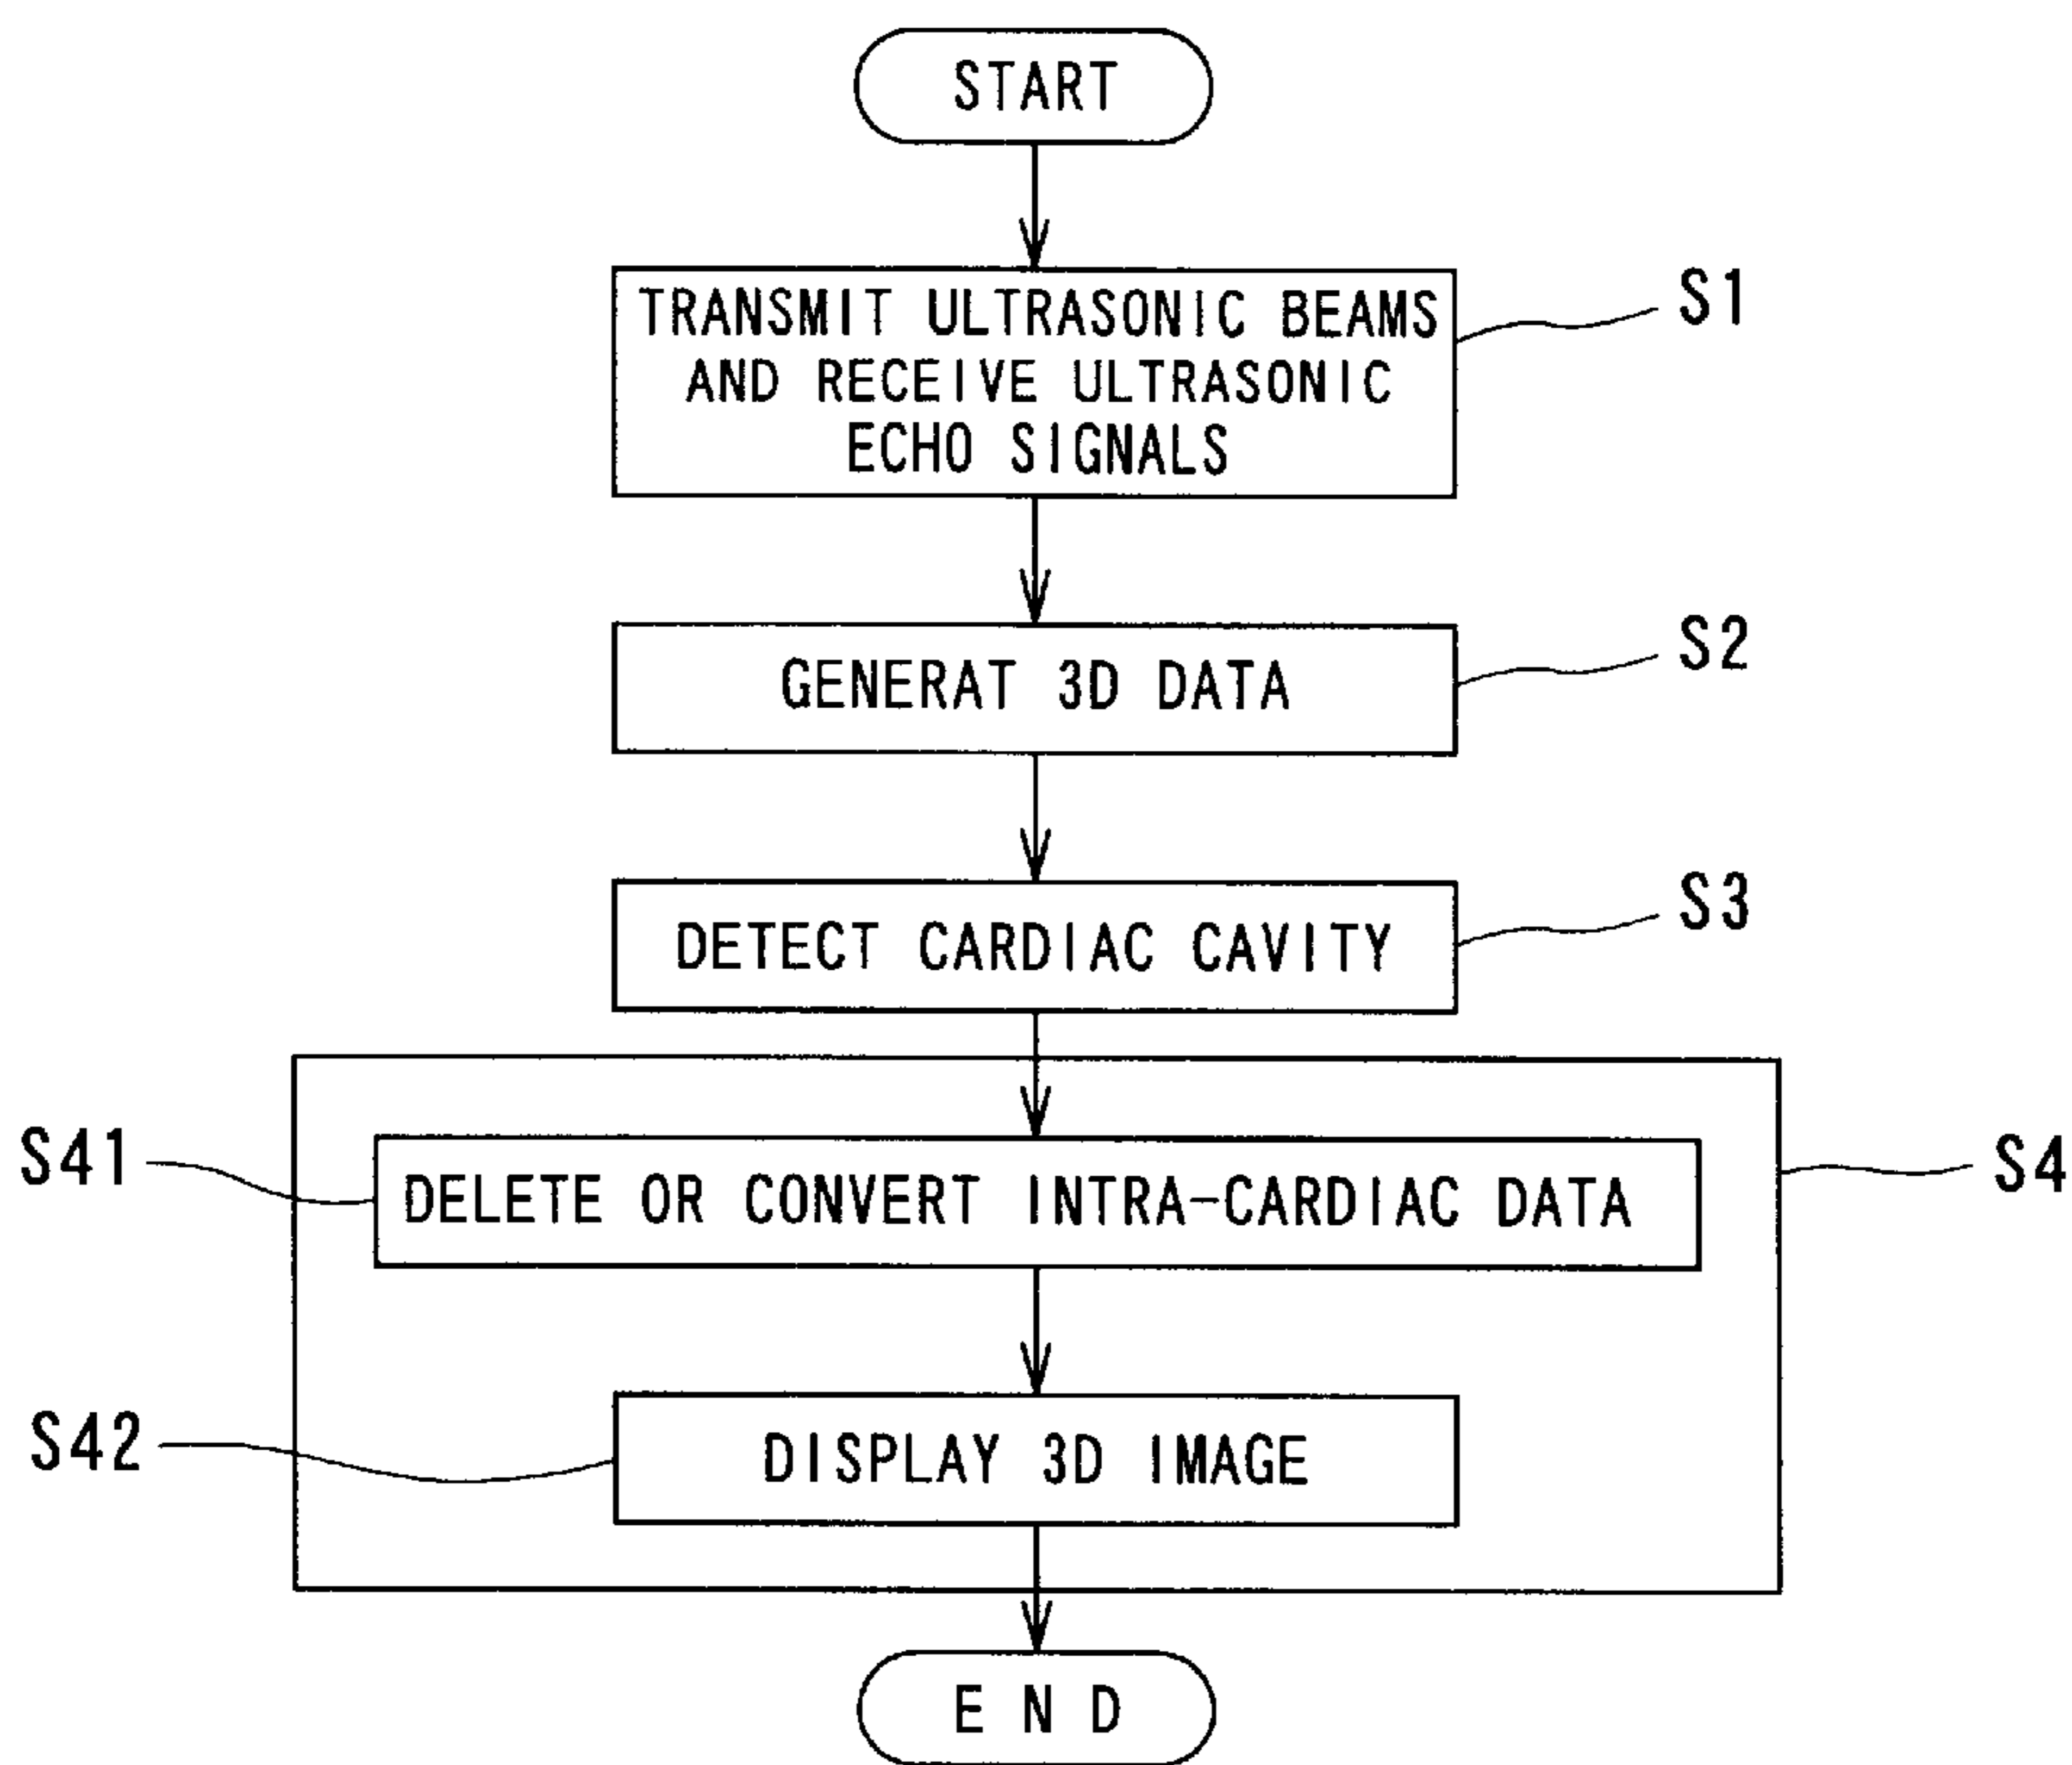 START
TRANSMIT ULTRASONIC BEAMS
AND RECEIVE ULTRASONIC
ECHO SIGNALS
S1
GENERAT 3D DATA
S2
DETECT CARDIAC CAVITY
S3
S41
DELETE OR CONVERT INTRA-CARDIAC DATA
S4
S42
DISPLAY 3D IMAGE
END